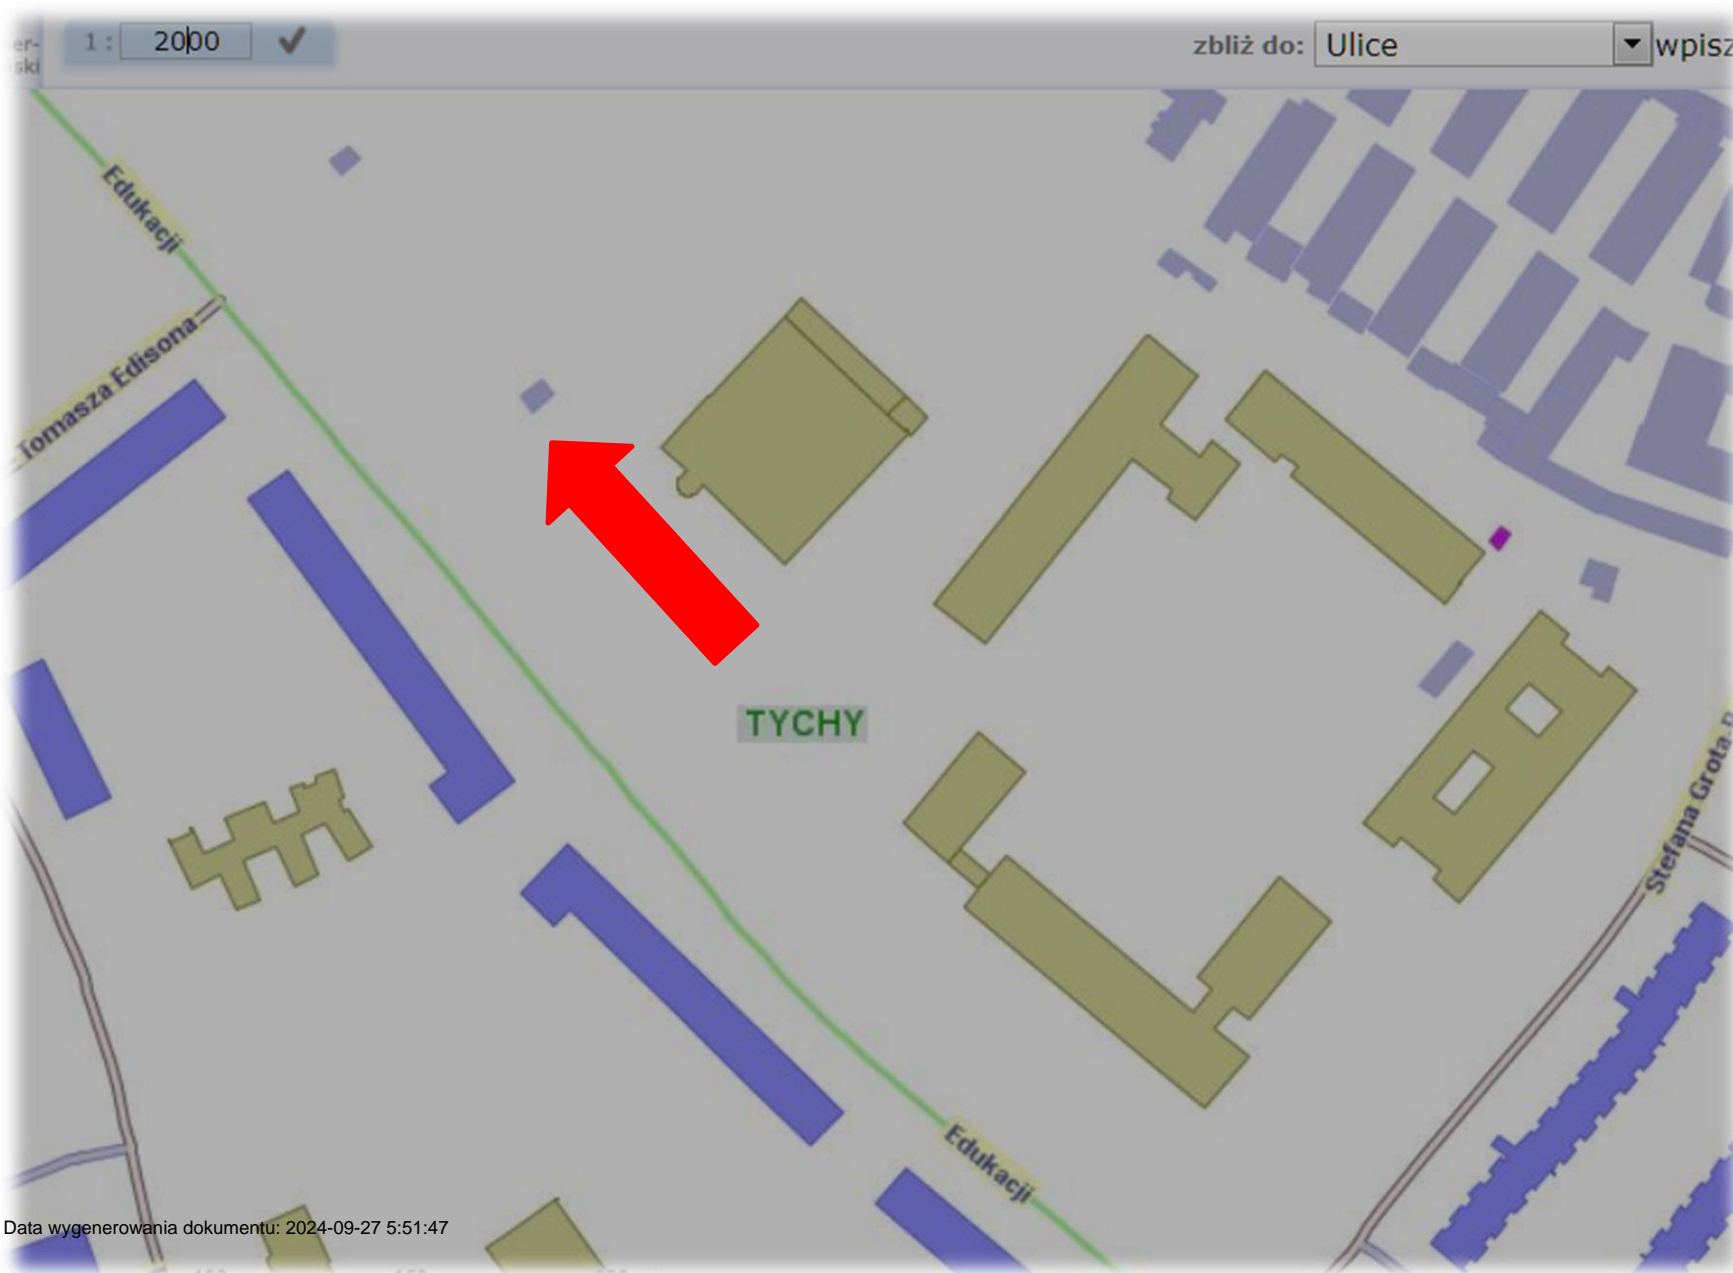 1 : 2000
zbliż do: Ulice wpisz
Edukacji
Tomasza Edisona
TYCHY
Stefana Grota
Edukacji
Data wygenerowania dokumentu: 2024-09-27 5:51:47